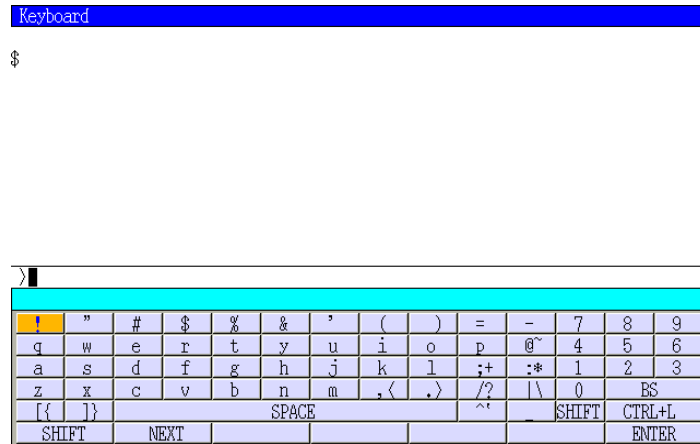 Keyboard
$
>
! " # $ % & ' ( ) = - 7 8 9
q w e r t y u i o p @~ 4 5 6
a s d f g h j k l ;+ :* 1 2 3
z x c v b n m ,< .> /? |\ 0 BS
[{ ]} SPACE ^` _ SHIFT CTRL+L
SHIFT NEXT ENTER